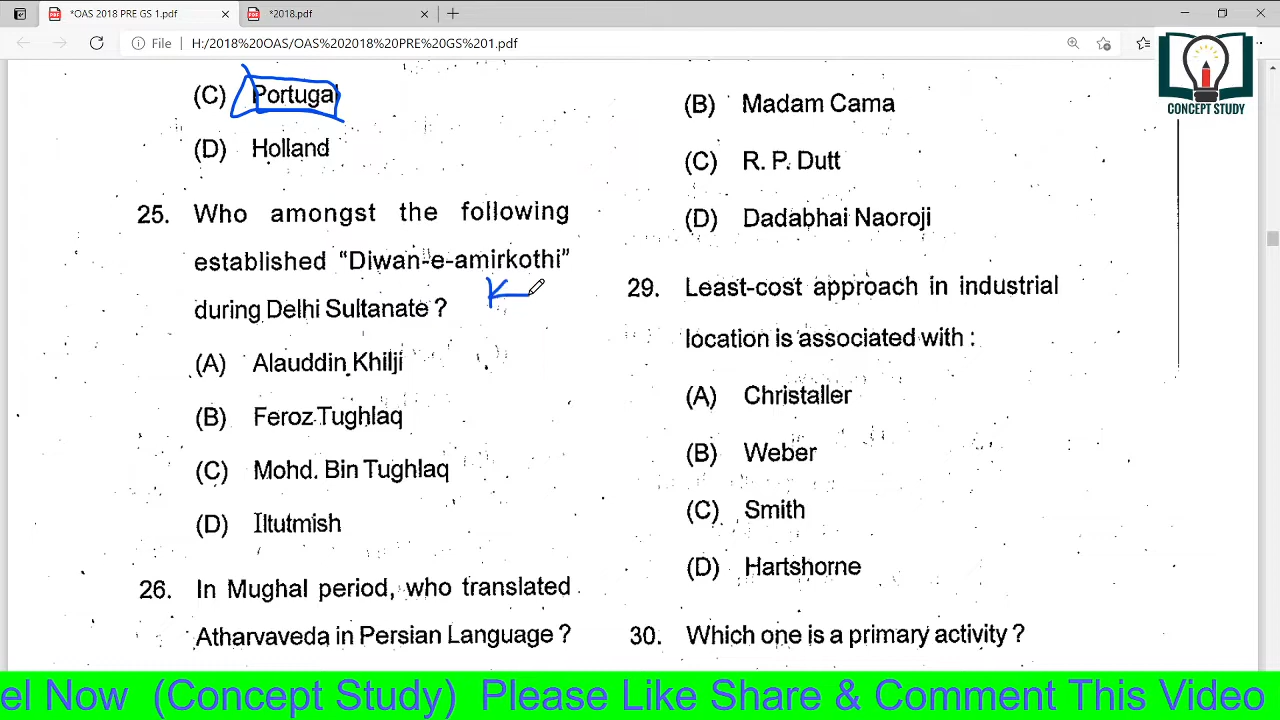 *OAS 2018 PRE GS 1.pdf
*2018.pdf
File
H:/2018%20OAS/OAS%202018%20PRE%20GS%201.pdf
CONCEPT STUDY
(C) Portugal
(D) Holland
25. Who amongst the following
established “Diwan-e-amirkothi”
during Delhi Sultanate ?
(A) Alauddin Khilji
(B) Feroz Tughlaq
(C) Mohd. Bin Tughlaq
(D) Iltutmish
26. In Mughal period, who translated
Atharvaveda in Persian Language ?
(B) Madam Cama
(C) R. P. Dutt
(D) Dadabhai Naoroji
29. Least-cost approach in industrial
location is associated with :
(A) Christaller
(B) Weber
(C) Smith
(D) Hartshorne
30. Which one is a primary activity ?
el Now (Concept Study) Please Like Share & Comment This Video